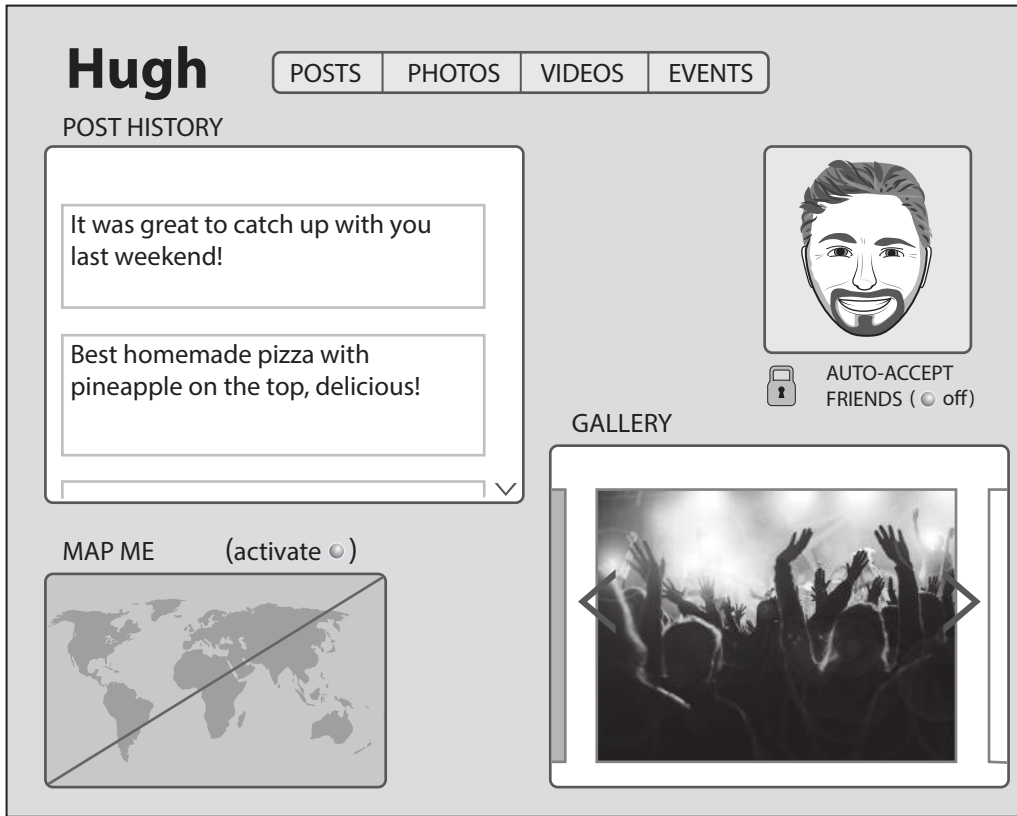 Hugh
POSTS PHOTOS VIDEOS EVENTS
POST HISTORY
It was great to catch up with you
last weekend!
Best homemade pizza with
pineapple on the top, delicious!
AUTO-ACCEPT
FRIENDS ( off)
GALLERY
MAP ME (activate )